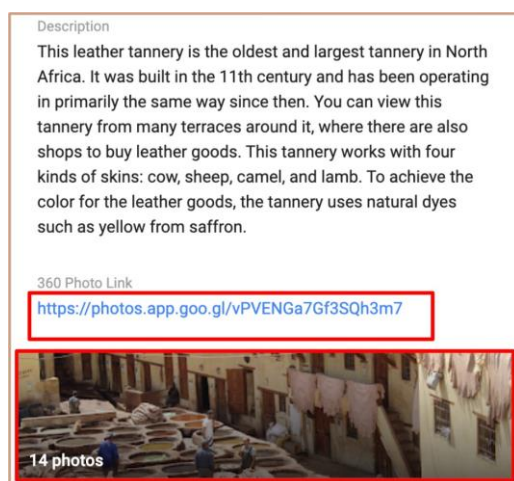 Description
This leather tannery is the oldest and largest tannery in North
Africa. It was built in the 11th century and has been operating
in primarily the same way since then. You can view this
tannery from many terraces around it, where there are also
shops to buy leather goods. This tannery works with four
kinds of skins: cow, sheep, camel, and lamb. To achieve the
color for the leather goods, the tannery uses natural dyes
such as yellow from saffron.
360 Photo Link
https://photos.app.goo.gl/vPVENGa7Gf3SQh3m7
14 photos